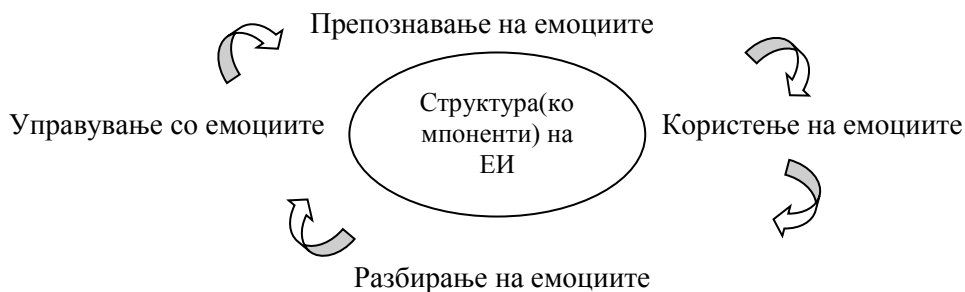 Препознавање на емоциите
Структура(ко
мпоненти) на
ЕИ
Управување со емоциите
Користење на емоциите
Разбирање на емоциите